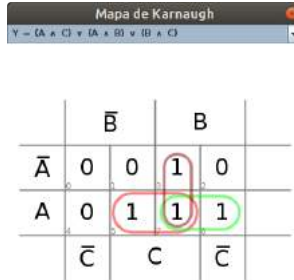 Mapa de Karnaugh
Y = (A ∧ C) ∨ (A ∧ B) ∨ (B ∧ C)
B̅ B
A̅ 0 0 1 0
A 0 1 1 1
C̅ C C̅